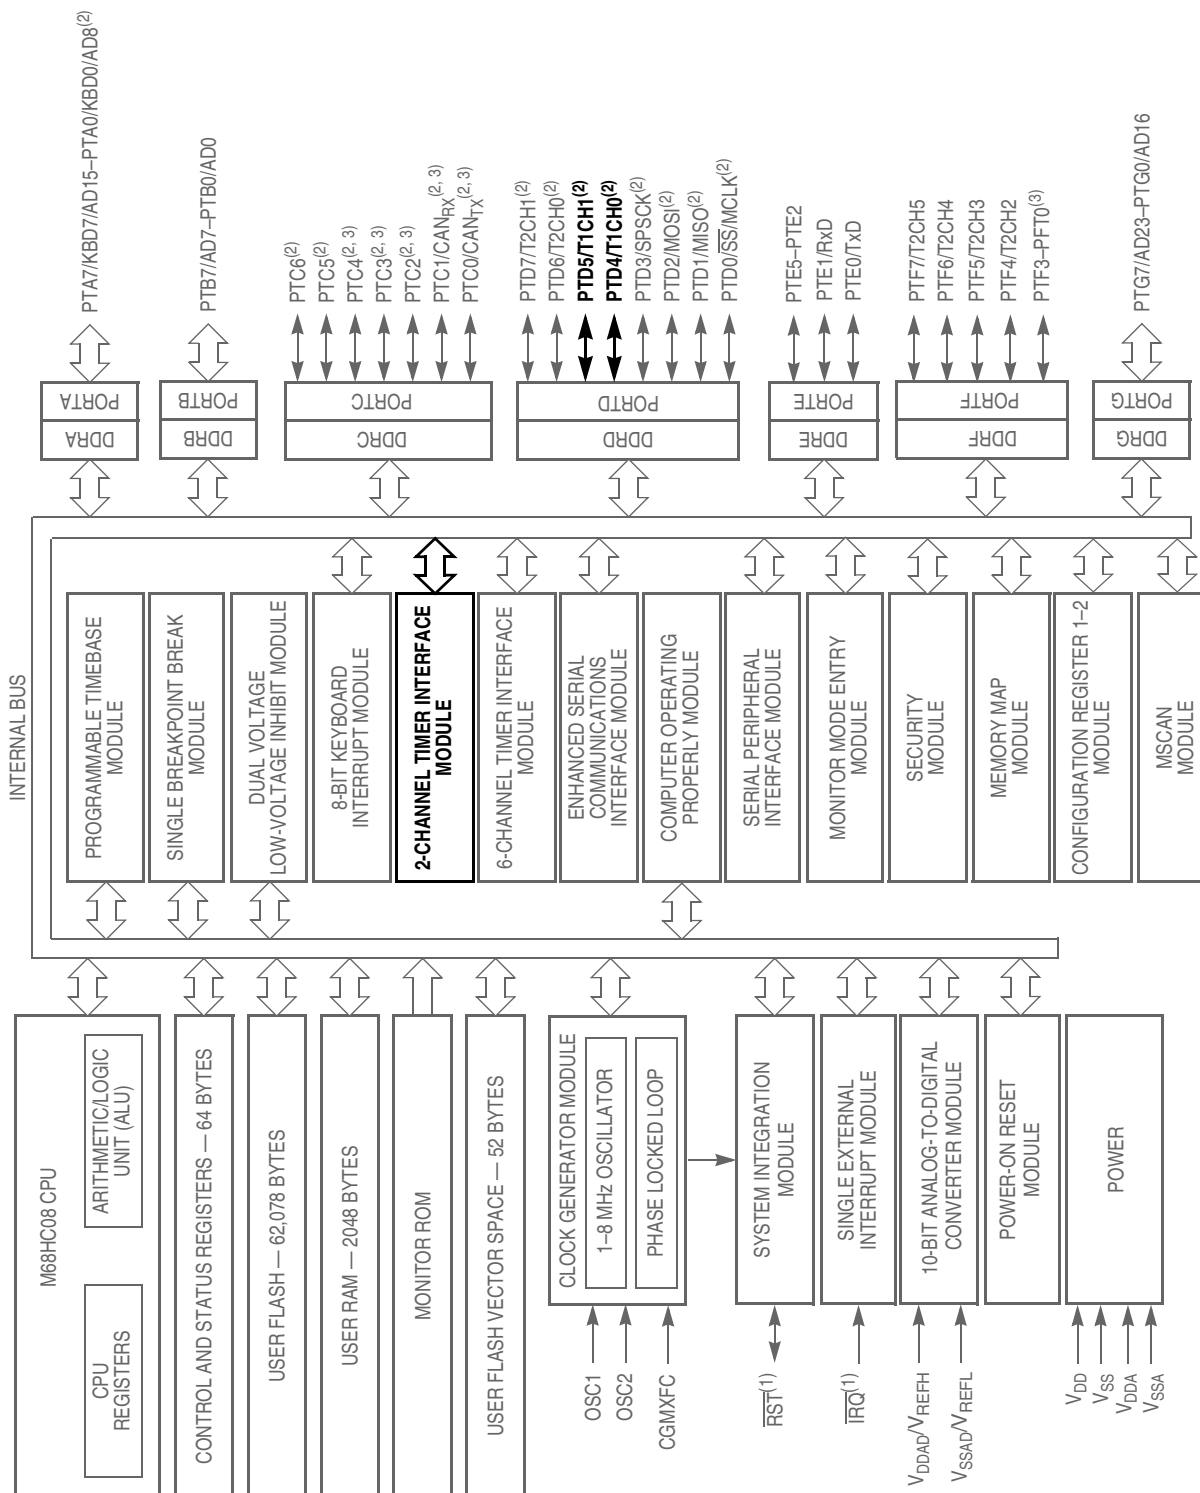 INTERNAL BUS
M68HC08 CPU
CPU
REGISTERS
ARITHMETIC/LOGIC
UNIT (ALU)
CONTROL AND STATUS REGISTERS — 64 BYTES
USER FLASH — 62,078 BYTES
USER RAM — 2048 BYTES
MONITOR ROM
USER FLASH VECTOR SPACE — 52 BYTES
CLOCK GENERATOR MODULE
1–8 MHz OSCILLATOR
PHASE LOCKED LOOP
OSC1
OSC2
CGMXFC
SYSTEM INTEGRATION
MODULE
RST(1)
SINGLE EXTERNAL
INTERRUPT MODULE
IRQ(1)
10-BIT ANALOG-TO-DIGITAL
CONVERTER MODULE
VDDAD/VREFH
VSSAD/VREFL
POWER-ON RESET
MODULE
POWER
VDD
VSS
VDDA
VSSA
PROGRAMMABLE TIMEBASE
MODULE
SINGLE BREAKPOINT BREAK
MODULE
DUAL VOLTAGE
LOW-VOLTAGE INHIBIT MODULE
8-BIT KEYBOARD
INTERRUPT MODULE
2-CHANNEL TIMER INTERFACE
MODULE
6-CHANNEL TIMER INTERFACE
MODULE
ENHANCED SERIAL
COMMUNICATIONS
INTERFACE MODULE
COMPUTER OPERATING
PROPERLY MODULE
SERIAL PERIPHERAL
INTERFACE MODULE
MONITOR MODE ENTRY
MODULE
SECURITY
MODULE
MEMORY MAP
MODULE
CONFIGURATION REGISTER 1–2
MODULE
MSCAN
MODULE
DDRA
PORTA
PTA7/KBD7/AD15–PTA0/KBD0/AD8(2)
DDRB
PORTB
PTB7/AD7–PTB0/AD0
DDRC
PORTC
PTC6(2)
PTC5(2)
PTC4(2, 3)
PTC3(2, 3)
PTC2(2, 3)
PTC1/CANRX(2, 3)
PTC0/CANTX(2, 3)
DDRD
PORTD
PTD7/T2CH1(2)
PTD6/T2CH0(2)
PTD5/T1CH1(2)
PTD4/T1CH0(2)
PTD3/SPSCK(2)
PTD2/MOSI(2)
PTD1/MISO(2)
PTD0/SS/MCLK(2)
DDRE
PORTE
PTE5–PTE2
PTE1/RxD
PTE0/TxD
DDRF
PORTF
PTF7/T2CH5
PTF6/T2CH4
PTF5/T2CH3
PTF4/T2CH2
PTF3–PFT0(3)
DDRG
PORTG
PTG7/AD23–PTG0/AD16